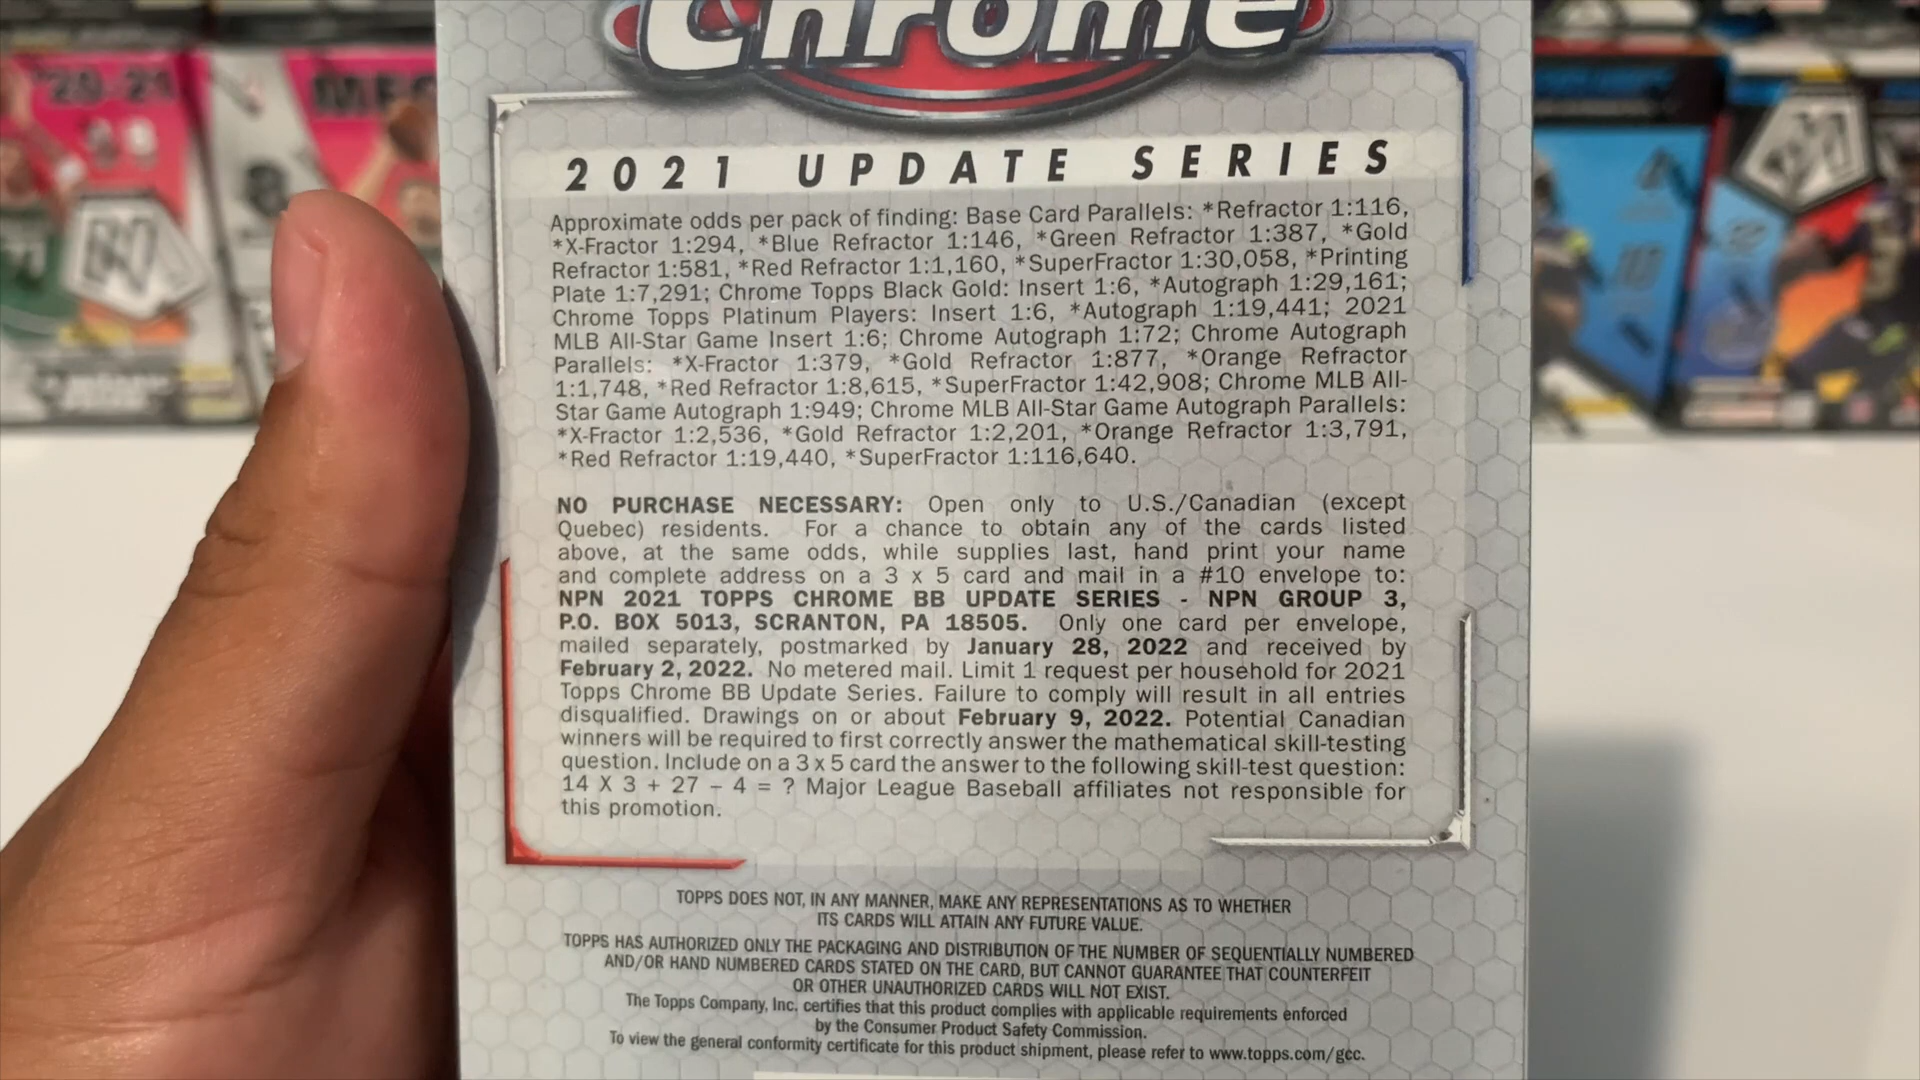 Chrome
'20-21
2021 UPDATE SERIES
Approximate odds per pack of finding: Base Card Parallels: *Refractor 1:116,
*X-Fractor 1:294, *Blue Refractor 1:146, *Green Refractor 1:387, *Gold
Refractor 1:581, *Red Refractor 1:1,160, *SuperFractor 1:30,058, *Printing
Plate 1:7,291; Chrome Topps Black Gold: Insert 1:6, *Autograph 1:29,161;
Chrome Topps Platinum Players: Insert 1:6, *Autograph 1:19,441; 2021
MLB All-Star Game Insert 1:6; Chrome Autograph 1:72; Chrome Autograph
Parallels: *X-Fractor 1:379, *Gold Refractor 1:877, *Orange Refractor
1:1,748, *Red Refractor 1:8,615, *SuperFractor 1:42,908; Chrome MLB All-
Star Game Autograph 1:949; Chrome MLB All-Star Game Autograph Parallels:
*X-Fractor 1:2,536, *Gold Refractor 1:2,201, *Orange Refractor 1:3,791,
*Red Refractor 1:19,440, *SuperFractor 1:116,640.
NO PURCHASE NECESSARY: Open only to U.S./Canadian (except
Quebec) residents. For a chance to obtain any of the cards listed
above, at the same odds, while supplies last, hand print your name
and complete address on a 3 x 5 card and mail in a #10 envelope to:
NPN 2021 TOPPS CHROME BB UPDATE SERIES - NPN GROUP 3,
P.O. BOX 5013, SCRANTON, PA 18505. Only one card per envelope,
mailed separately, postmarked by January 28, 2022 and received by
February 2, 2022. No metered mail. Limit 1 request per household for 2021
Topps Chrome BB Update Series. Failure to comply will result in all entries
disqualified. Drawings on or about February 9, 2022. Potential Canadian
winners will be required to first correctly answer the mathematical skill-testing
question. Include on a 3 x 5 card the answer to the following skill-test question:
14 X 3 + 27 – 4 = ? Major League Baseball affiliates not responsible for
this promotion.
TOPPS DOES NOT, IN ANY MANNER, MAKE ANY REPRESENTATIONS AS TO WHETHER
ITS CARDS WILL ATTAIN ANY FUTURE VALUE.
TOPPS HAS AUTHORIZED ONLY THE PACKAGING AND DISTRIBUTION OF THE NUMBER OF SEQUENTIALLY NUMBERED
AND/OR HAND NUMBERED CARDS STATED ON THE CARD, BUT CANNOT GUARANTEE THAT COUNTERFEIT
OR OTHER UNAUTHORIZED CARDS WILL NOT EXIST.
The Topps Company, Inc. certifies that this product complies with applicable requirements enforced
by the Consumer Product Safety Commission.
To view the general conformity certificate for this product shipment, please refer to www.topps.com/gcc.